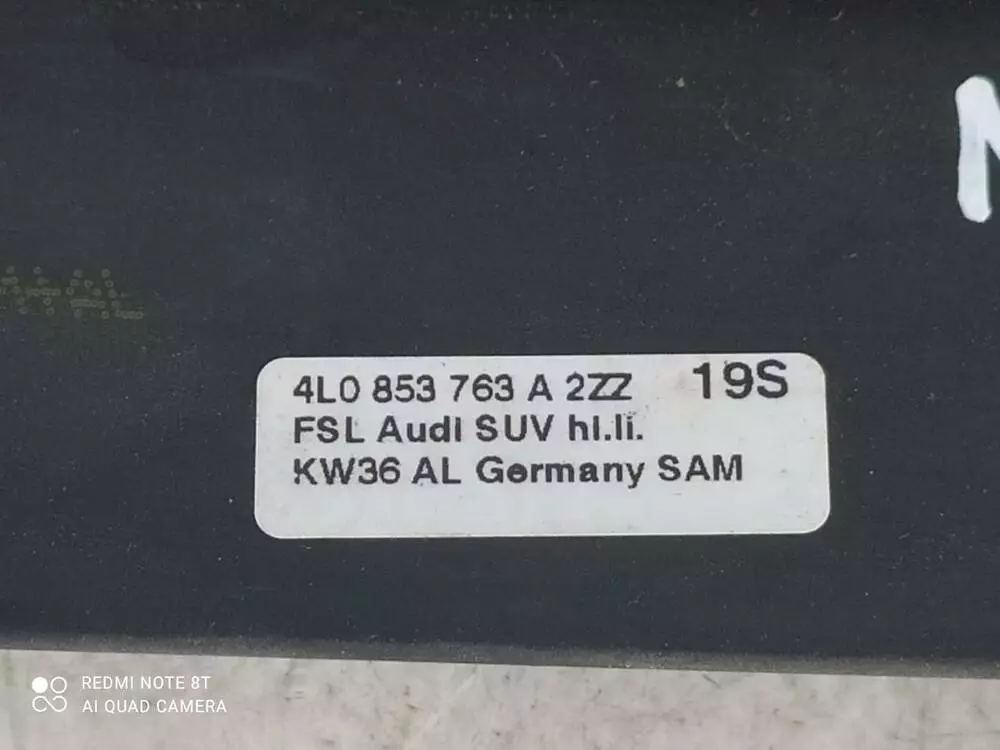 4L0 853 763 A 2ZZ 19S
FSL Audi SUV hl.li.
KW36 AL Germany SAM
REDMI NOTE 8T
AI QUAD CAMERA